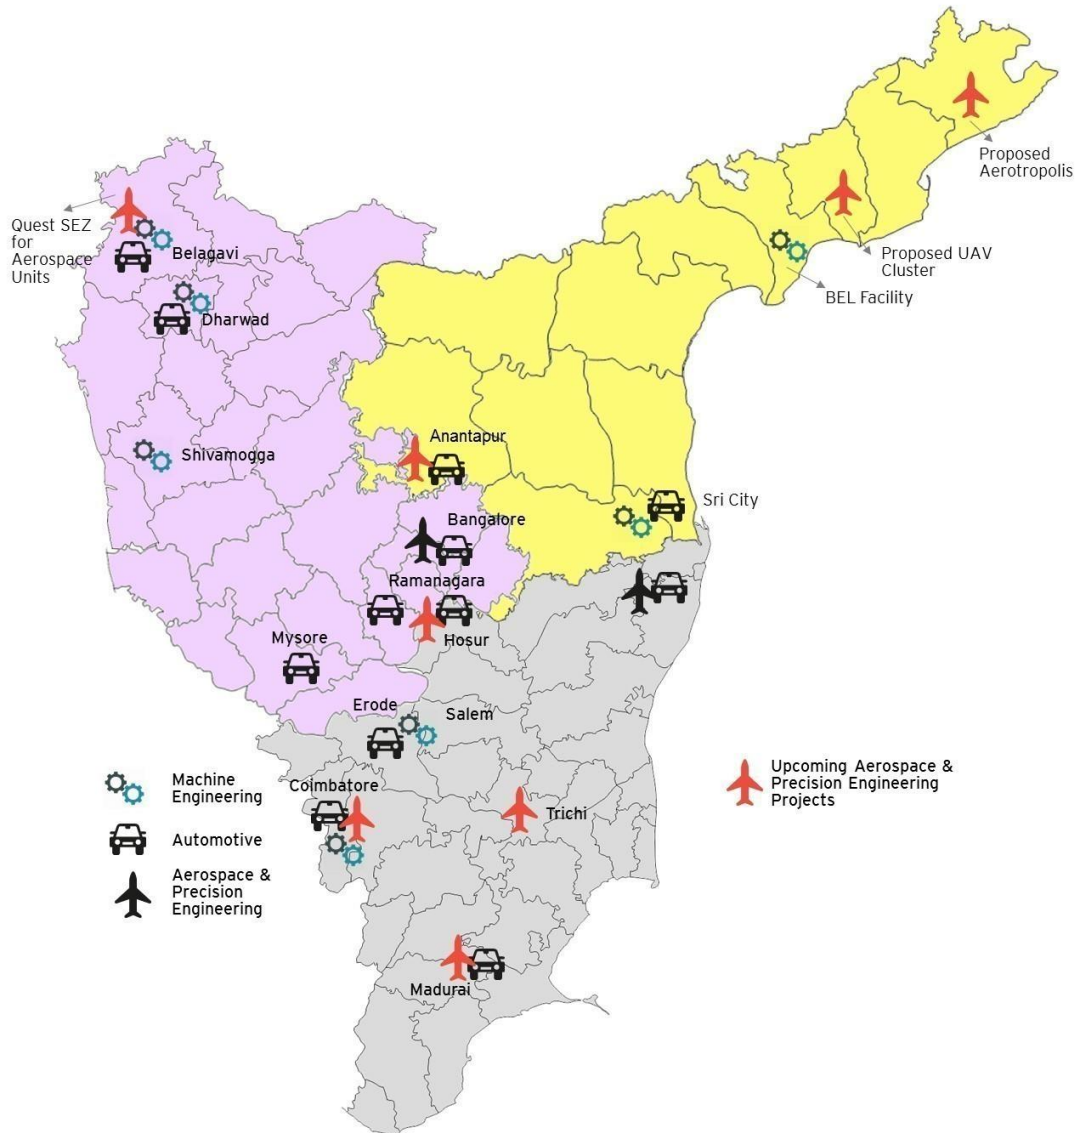 Proposed
Aerotropolis
Quest SEZ
for
Aerospace
Units
Belagavi
Proposed UAV
Cluster
BEL Facility
Dharwad
Anantapur
Shivamogga
Sri City
Bangalore
Ramanagara
Hosur
Mysore
Erode
Salem
Coimbatore
Trichi
Madurai
Machine
Engineering
Automotive
Aerospace &
Precision
Engineering
Upcoming Aerospace &
Precision Engineering
Projects